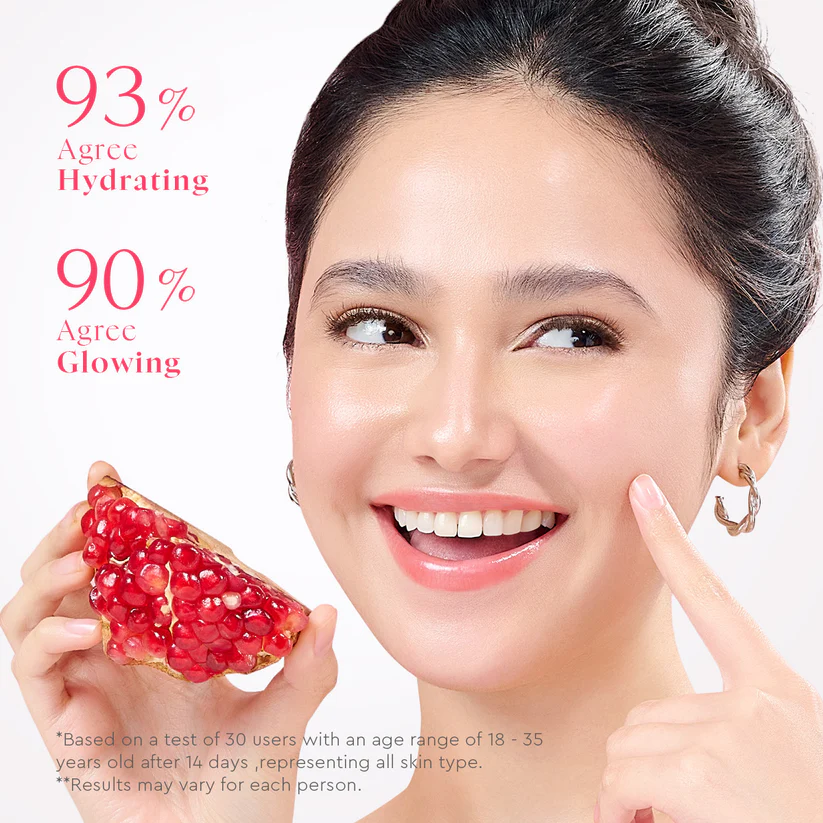 93%
Agree
Hydrating
90%
Agree
Glowing
*Based on a test of 30 users with an age range of 18 - 35
years old after 14 days ,representing all skin type.
**Results may vary for each person.